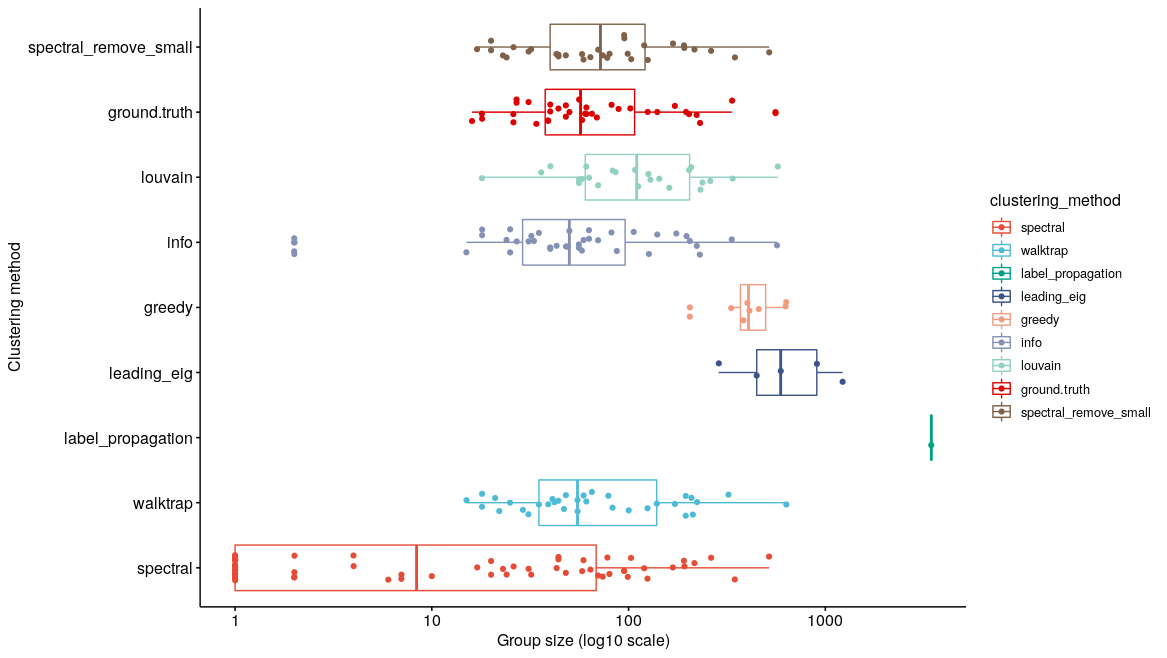 spectral_remove_small
ground.truth
louvain
info
greedy
leading_eig
label_propagation
walktrap
spectral
Clustering method
1
10
100
1000
Group size (log10 scale)
clustering_method
spectral
walktrap
label_propagation
leading_eig
greedy
info
louvain
ground.truth
spectral_remove_small